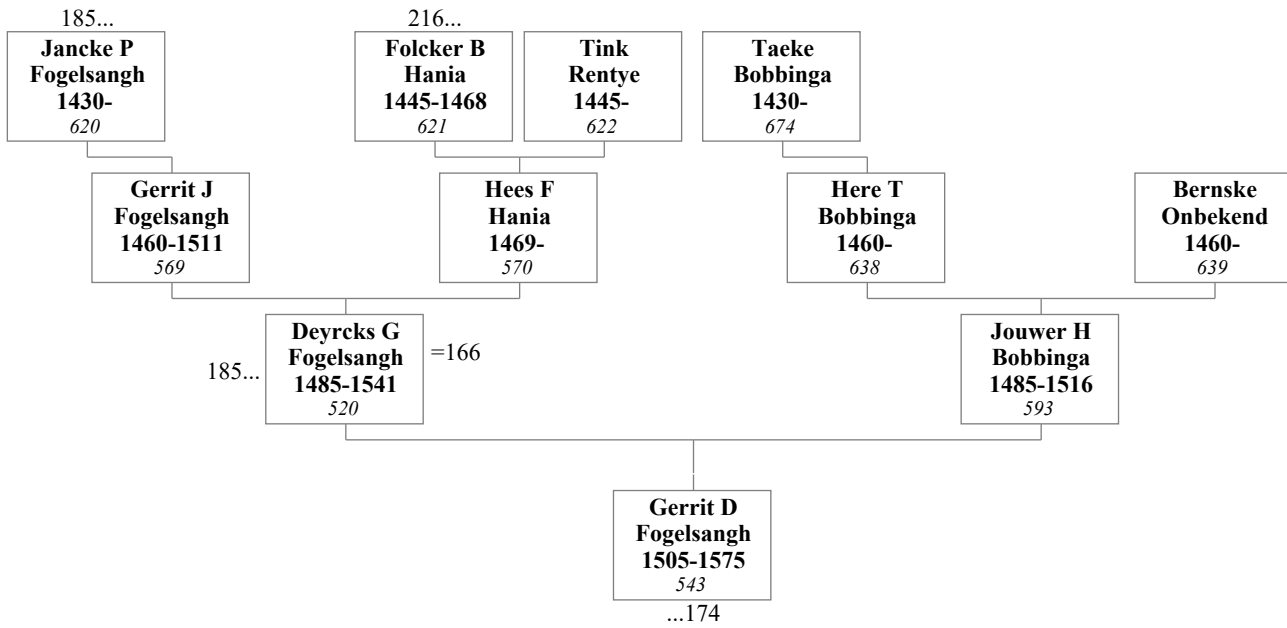 185...
216...
Jancke P
Fogelsangh
1430-
620
Folcker B
Hania
1445-1468
621
Tink
Rentye
1445-
622
Taeke
Bobbinga
1430-
674
Gerrit J
Fogelsangh
1460-1511
569
Hees F
Hania
1469-
570
Here T
Bobbinga
1460-
638
Bernske
Onbekend
1460-
639
185...
Deyrcks G
Fogelsangh
1485-1541
520
=166
Jouwer H
Bobbinga
1485-1516
593
Gerrit D
Fogelsangh
1505-1575
543
...174